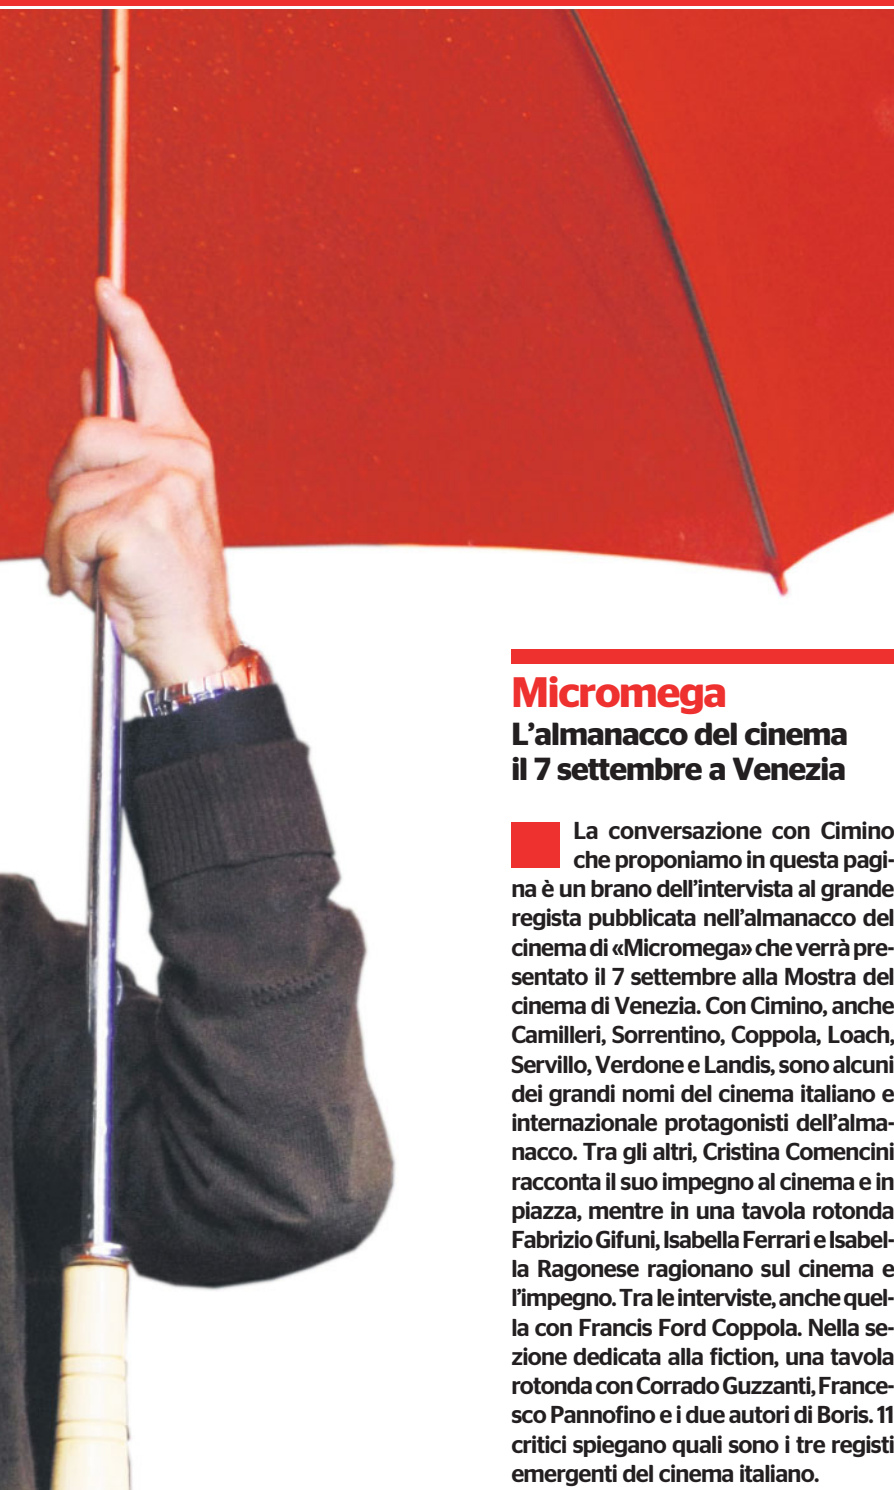 Micromega
L’almanacco del cinema
il 7 settembre a Venezia
La conversazione con Cimino
che proponiamo in questa pagi-
na è un brano dell’intervista al grande
regista pubblicata nell’almanacco del
cinema di «Micromega» che verrà pre-
sentato il 7 settembre alla Mostra del
cinema di Venezia. Con Cimino, anche
Camilleri, Sorrentino, Coppola, Loach,
Servillo, Verdone e Landis, sono alcuni
dei grandi nomi del cinema italiano e
internazionale protagonisti dell’alma-
nacco. Tra gli altri, Cristina Comencini
racconta il suo impegno al cinema e in
piazza, mentre in una tavola rotonda
Fabrizio Gifuni, Isabella Ferrari e Isabel-
la Ragonese ragionano sul cinema e
l’impegno. Tra le interviste, anche quel-
la con Francis Ford Coppola. Nella se-
zione dedicata alla fiction, una tavola
rotonda con Corrado Guzzanti, France-
sco Pannofino e i due autori di Boris. 11
critici spiegano quali sono i tre registi
emergenti del cinema italiano.